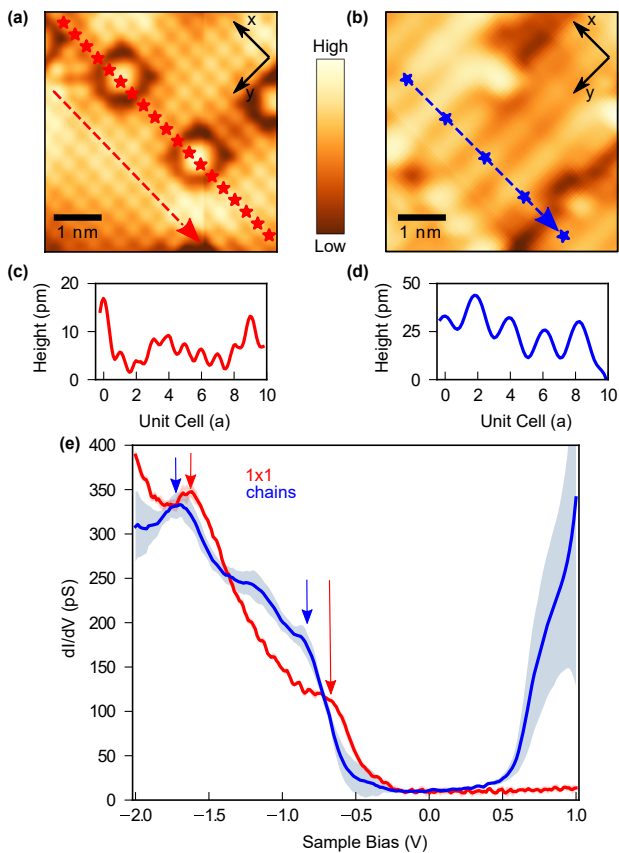 (a)
x
y
1 nm
High
Low
(b)
x
y
1 nm
(c)
20
10
0
Height (pm)
0 2 4 6 8 10
Unit Cell (a)
(d)
50
25
0
Height (pm)
0 2 4 6 8 10
Unit Cell (a)
(e)
400
350
300
250
200
150
100
50
0
dI/dV (pS)
1x1
chains
−2.0 −1.5 −1.0 −0.5 0.0 0.5 1.0
Sample Bias (V)